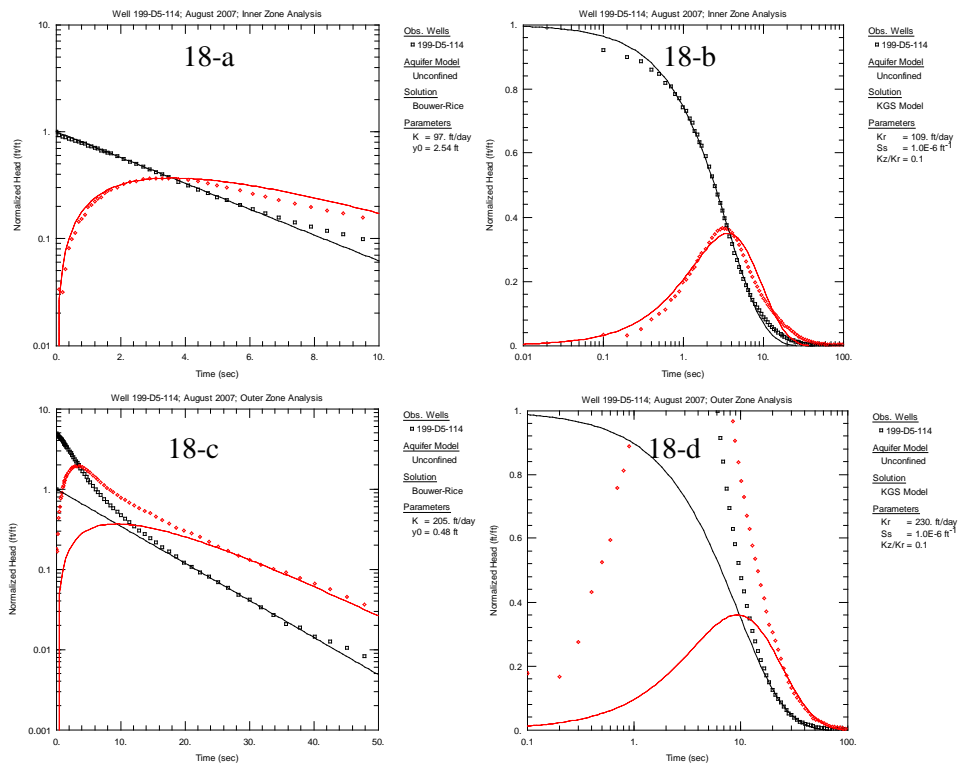 Well 199-D5-114; August 2007; Inner Zone Analysis
18-a
10.
1.
0.1
0.01
0.
2.
4.
6.
8.
10.
Time (sec)
Normalized Head (ft/ft)
Obs. Wells
199-D5-114
Aquifer Model
Unconfined
Solution
Bouwer-Rice
Parameters
K = 97. ft/day
y0 = 2.54 ft
Well 199-D5-114; August 2007; Inner Zone Analysis
18-b
1.
0.8
0.6
0.4
0.2
0.
0.01
0.1
1.
10.
100.
Time (sec)
Normalized Head (ft/ft)
Obs. Wells
199-D5-114
Aquifer Model
Unconfined
Solution
KGS Model
Parameters
Kr = 109. ft/day
Ss = 1.0E-6 ft-1
Kz/Kr = 0.1
Well 199-D5-114; August 2007; Outer Zone Analysis
18-c
10.
1.
0.1
0.01
0.001
0.
10.
20.
30.
40.
50.
Time (sec)
Normalized Head (ft/ft)
Obs. Wells
199-D5-114
Aquifer Model
Unconfined
Solution
Bouwer-Rice
Parameters
K = 205. ft/day
y0 = 0.48 ft
Well 199-D5-114; August 2007; Outer Zone Analysis
18-d
1.
0.8
0.6
0.4
0.2
0.
0.1
1.
10.
100.
Time (sec)
Normalized Head (ft/ft)
Obs. Wells
199-D5-114
Aquifer Model
Unconfined
Solution
KGS Model
Parameters
Kr = 230. ft/day
Ss = 1.0E-6 ft-1
Kz/Kr = 0.1